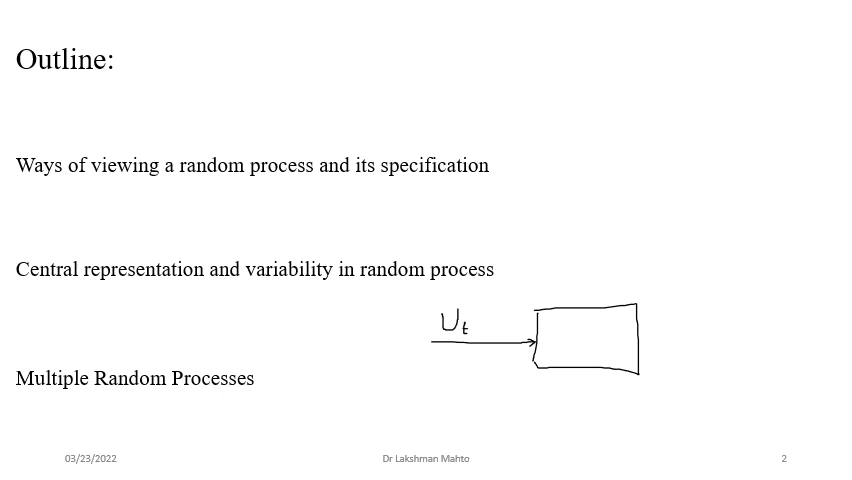 Outline:
Ways of viewing a random process and its specification
Central representation and variability in random process
U_t
Multiple Random Processes
03/23/2022
Dr Lakshman Mahto
2